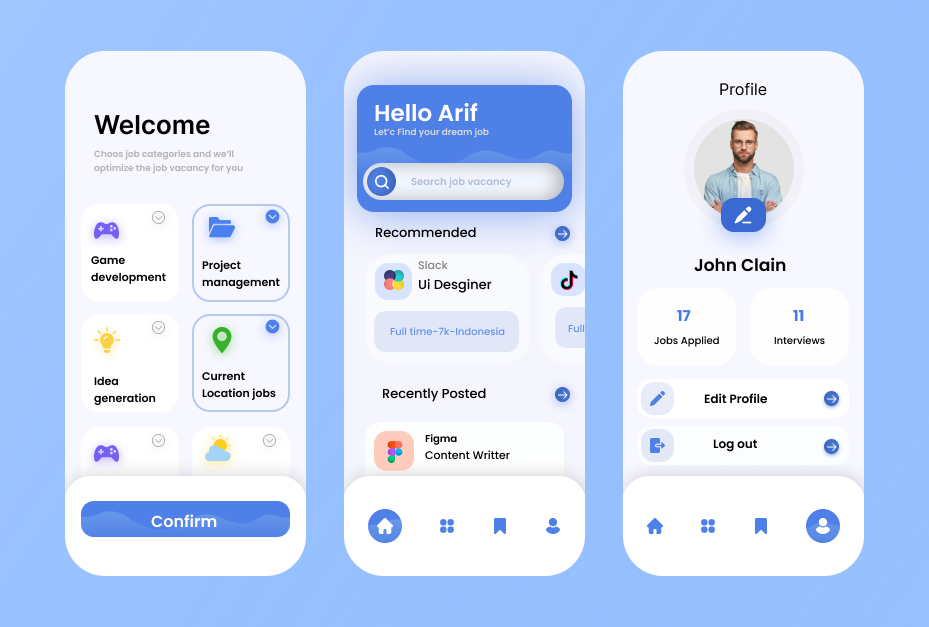 Welcome
Choos job categories and we'll
optimize the job vacancy for you
Game
development
Project
management
Idea
generation
Current
Location jobs
Confirm
Hello Arif
Let'c Find your dream job
Search job vacancy
Recommended
Slack
Ui Desginer
Full time-7k-Indonesia
Full
Recently Posted
Figma
Content Writter
Profile
John Clain
17
Jobs Applied
11
Interviews
Edit Profile
Log out